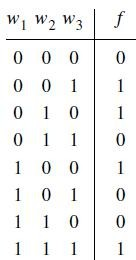 w1 w2 w3 f
0 0 0 0
0 0 1 1
0 1 0 1
0 1 1 0
1 0 0 1
1 0 1 0
1 1 0 0
1 1 1 1